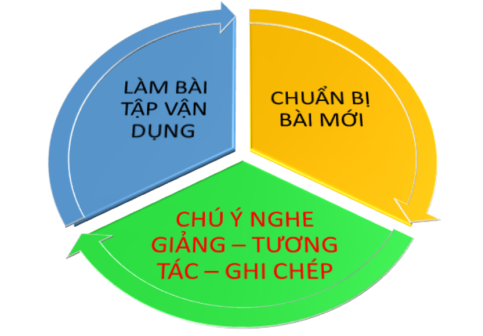 LÀM BÀI
TẬP VẬN
DỤNG
CHUẨN BỊ
BÀI MỚI
CHÚ Ý NGHE
GIẢNG – TƯƠNG
TÁC – GHI CHÉP